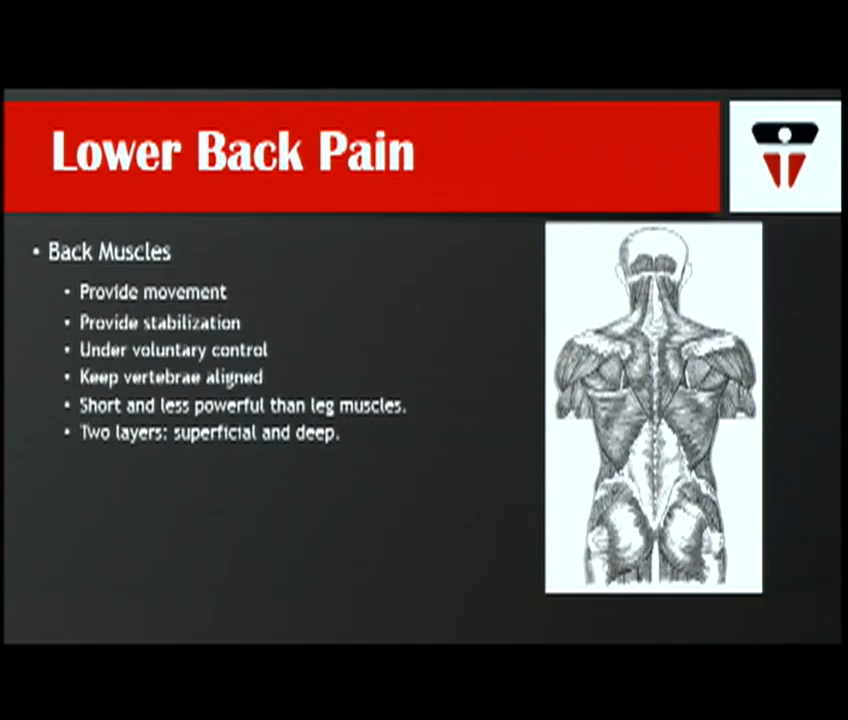 Lower Back Pain
• Back Muscles
• Provide movement
• Provide stabilization
• Under voluntary control
• Keep vertebrae aligned
• Short and less powerful than leg muscles.
• Two layers: superficial and deep.